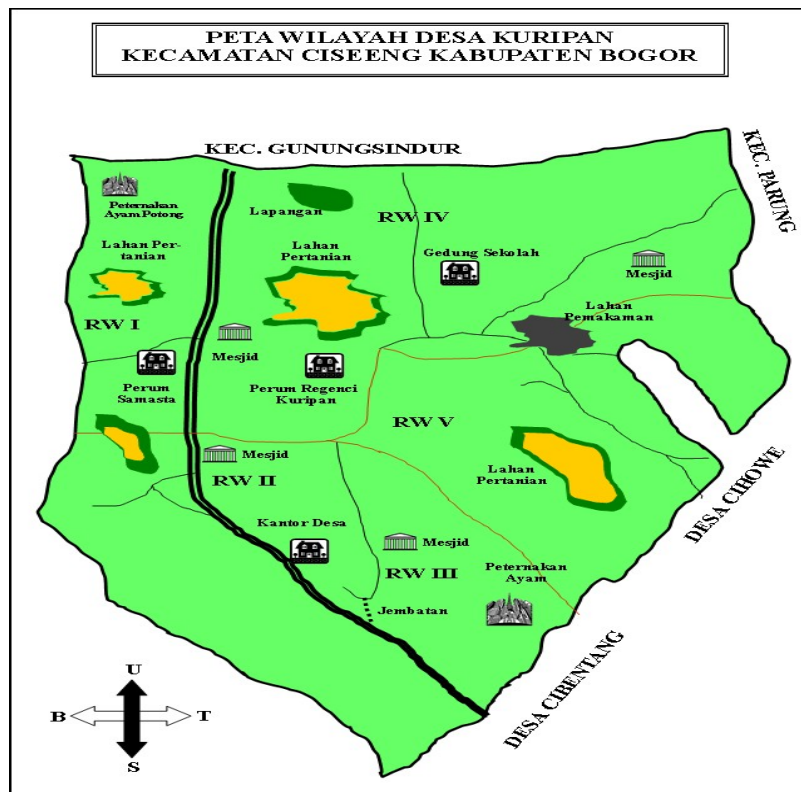 PETA WILAYAH DESA KURIPAN
KECAMATAN CISEENG KABUPATEN BOGOR
KEC. GUNUNGSINDUR
KEC. PARUNG
Peternakan
Ayam Potong
Lapangan
RW IV
Lahan Per-
tanian
Lahan
Pertanian
Gedung Sekolah
Mesjid
Lahan
Pemakaman
RW I
Mesjid
Perum
Samasta
Perum Regenci
Kuripan
RW V
Mesjid
RW II
Lahan
Pertanian
DESA CIHOWE
Kantor Desa
Mesjid
RW III
Peternakan
Ayam
Jembatan
DESA CIBENTANG
U
B
T
S